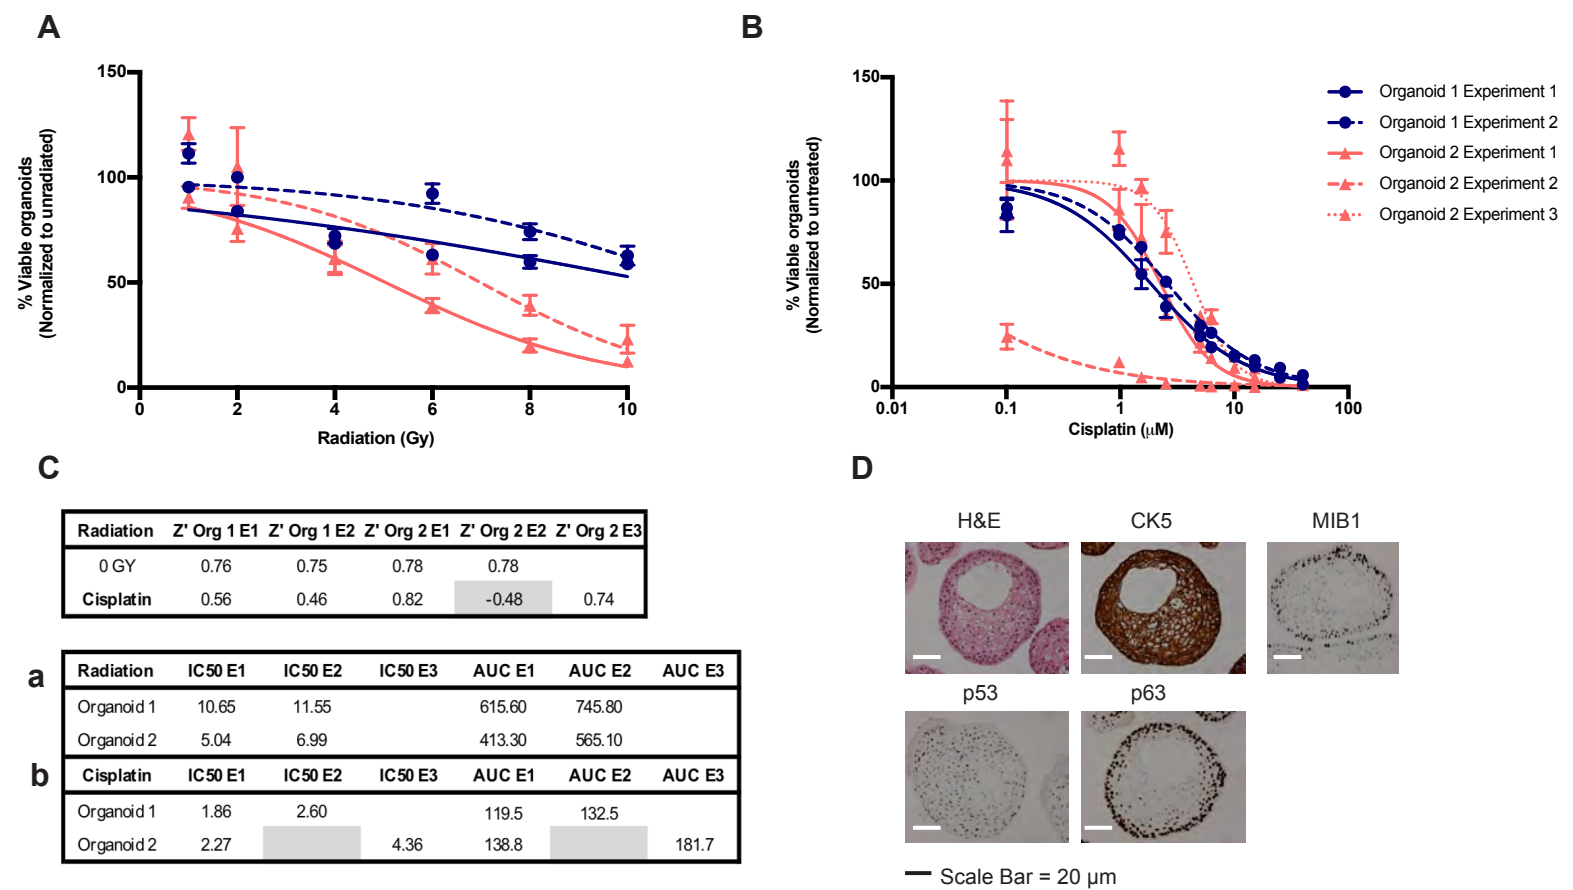 A
150
100
50
0
0
2
4
6
8
10
% Viable organoids
(Normalized to unradiated)
Radiation (Gy)
B
150
100
50
0
0.01
0.1
1
10
100
% Viable organoids
(Normalized to untreated)
Cisplatin (µM)
Organoid 1 Experiment 1
Organoid 1 Experiment 2
Organoid 2 Experiment 1
Organoid 2 Experiment 2
Organoid 2 Experiment 3
C
Radiation Z' Org 1 E1 Z' Org 1 E2 Z' Org 2 E1 Z' Org 2 E2 Z' Org 2 E3
0 GY 0.76 0.75 0.78 0.78
Cisplatin 0.56 0.46 0.82 -0.48 0.74
a
Radiation IC50 E1 IC50 E2 IC50 E3 AUC E1 AUC E2 AUC E3
Organoid 1 10.65 11.55 615.60 745.80
Organoid 2 5.04 6.99 413.30 565.10
b
Cisplatin IC50 E1 IC50 E2 IC50 E3 AUC E1 AUC E2 AUC E3
Organoid 1 1.86 2.60 119.5 132.5
Organoid 2 2.27 4.36 138.8 181.7
D
H&E CK5 MIB1
p53 p63
Scale Bar = 20 µm